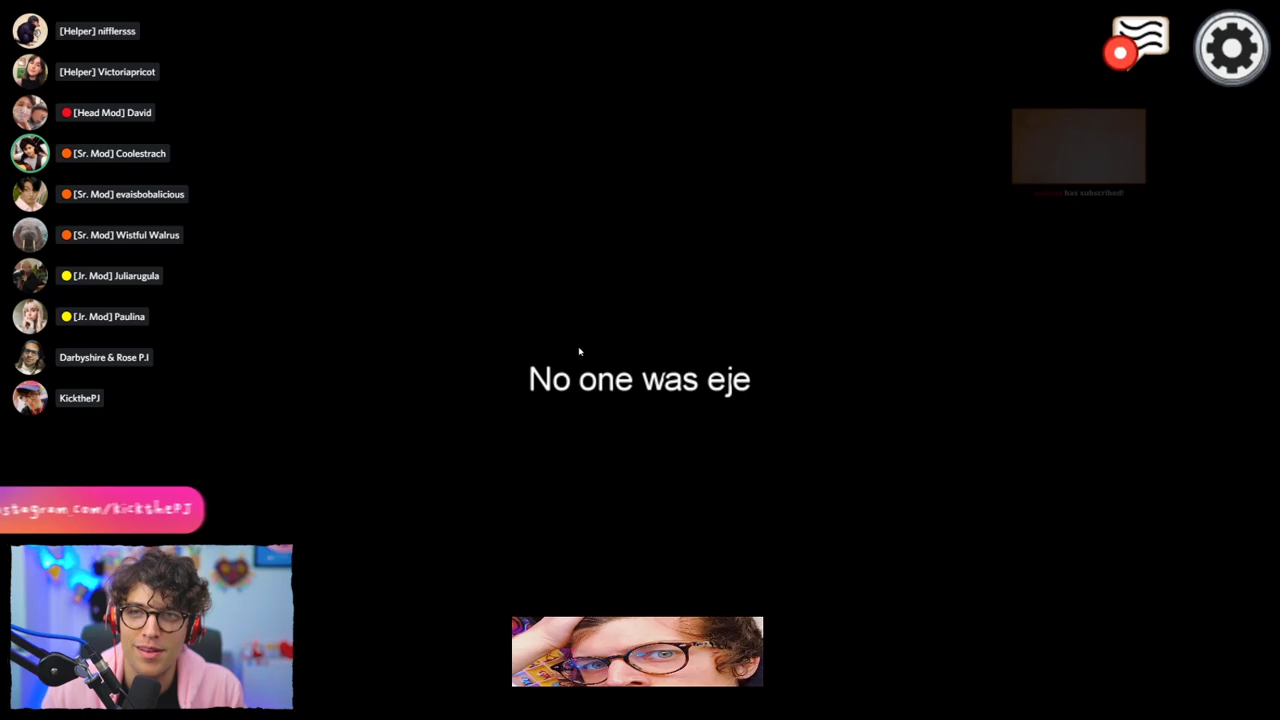 [Helper] nifflersss
[Helper] Victoriapricot
[Head Mod] David
[Sr. Mod] Coolestrach
[Sr. Mod] evaisbobalicious
[Sr. Mod] Wistful Walrus
[Jr. Mod] Juliarugula
[Jr. Mod] Paulina
Darbyshire & Rose P.I
KickthePJ
has subscribed!
No one was eje
stagram.com/kickthePJ